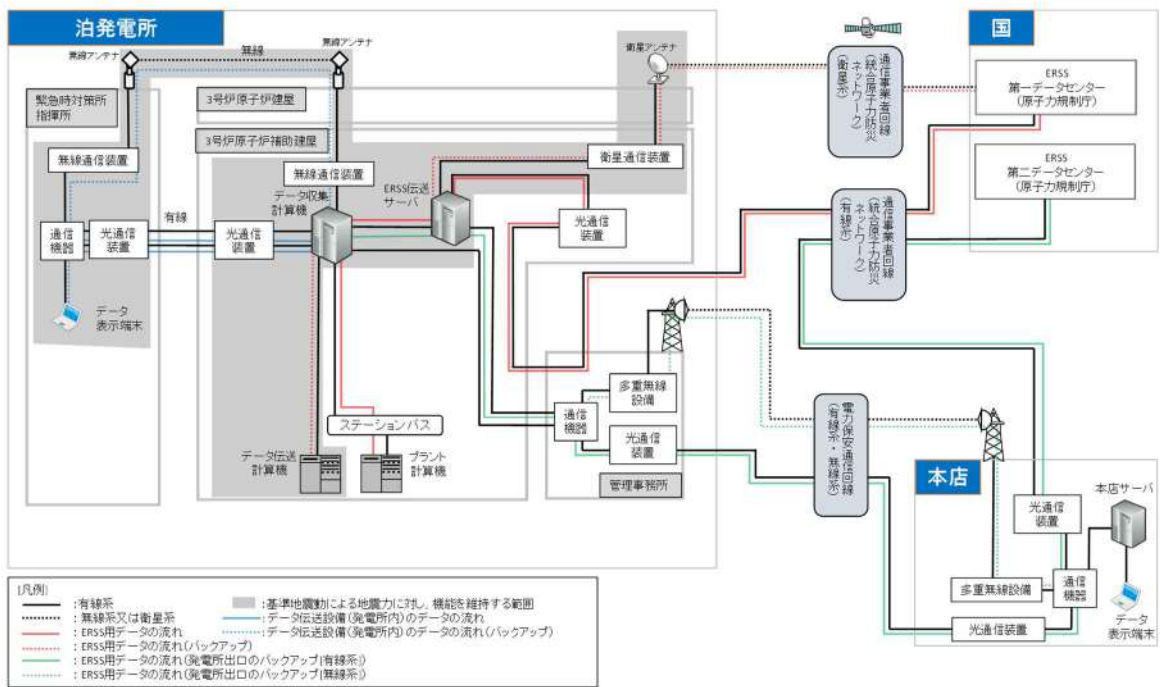 泊発電所
無線アンテナ
無線
無線アンテナ
衛星アンテナ
緊急時対策所
指揮所
3号炉原子炉建屋
3号炉原子炉補助建屋
無線通信装置
無線通信装置
衛星通信装置
データ収集
計算機
ERSS伝送
サーバ
有線
通信
機器
光通信
装置
光通信
装置
光通信
装置
データ
表示端末
ステーションバス
データ伝送
計算機
プラント
計算機
多重無線
設備
通信
機器
光通信
装置
管理事務所
通信事業者回線
(統合原子力防災
ネットワーク)
(衛星系)
通信事業者回線
(統合原子力防災
ネットワーク)
(有線系)
電力保安通信回線
(有線系・無線系)
国
ERSS
第一データセンター
(原子力規制庁)
ERSS
第二データセンター
(原子力規制庁)
本店
本店サーバ
光通信
装置
多重無線設備
通信
機器
光通信装置
データ
表示端末
[凡例]
:有線系
:無線系又は衛星系
:ERSS用データの流れ
:ERSS用データの流れ(バックアップ)
:ERSS用データの流れ(発電所出口のバックアップ[有線系])
:ERSS用データの流れ(発電所出口のバックアップ[無線系])
:基準地震動による地震力に対し,機能を維持する範囲
:データ伝送設備(発電所内)のデータの流れ
:データ伝送設備(発電所内)のデータの流れ(バックアップ)